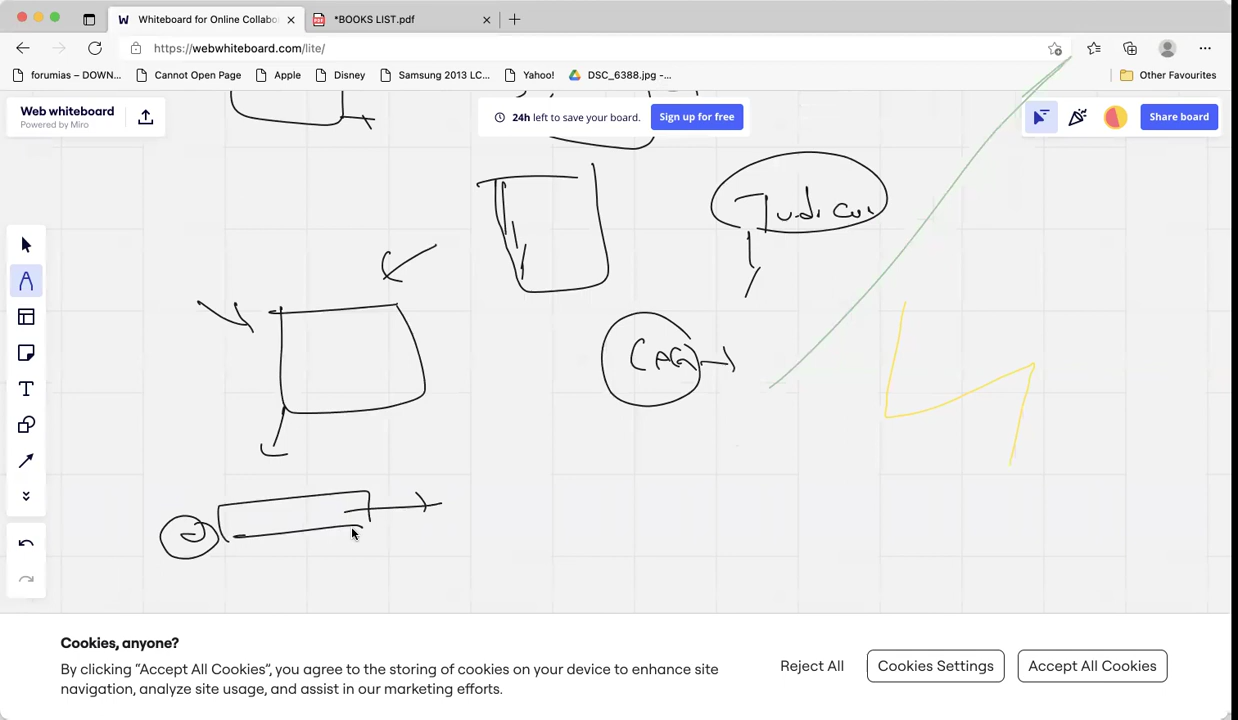 Whiteboard for Online Collabo
*BOOKS LIST.pdf
https://webwhiteboard.com/lite/
forumias – DOWN...
Cannot Open Page
Apple
Disney
Samsung 2013 LC...
Yahoo!
DSC_6388.jpg -...
Other Favourites
Web whiteboard
Powered by Miro
24h left to save your board.
Sign up for free
Share board
CAG
Cookies, anyone?
By clicking “Accept All Cookies”, you agree to the storing of cookies on your device to enhance site
navigation, analyze site usage, and assist in our marketing efforts.
Reject All
Cookies Settings
Accept All Cookies